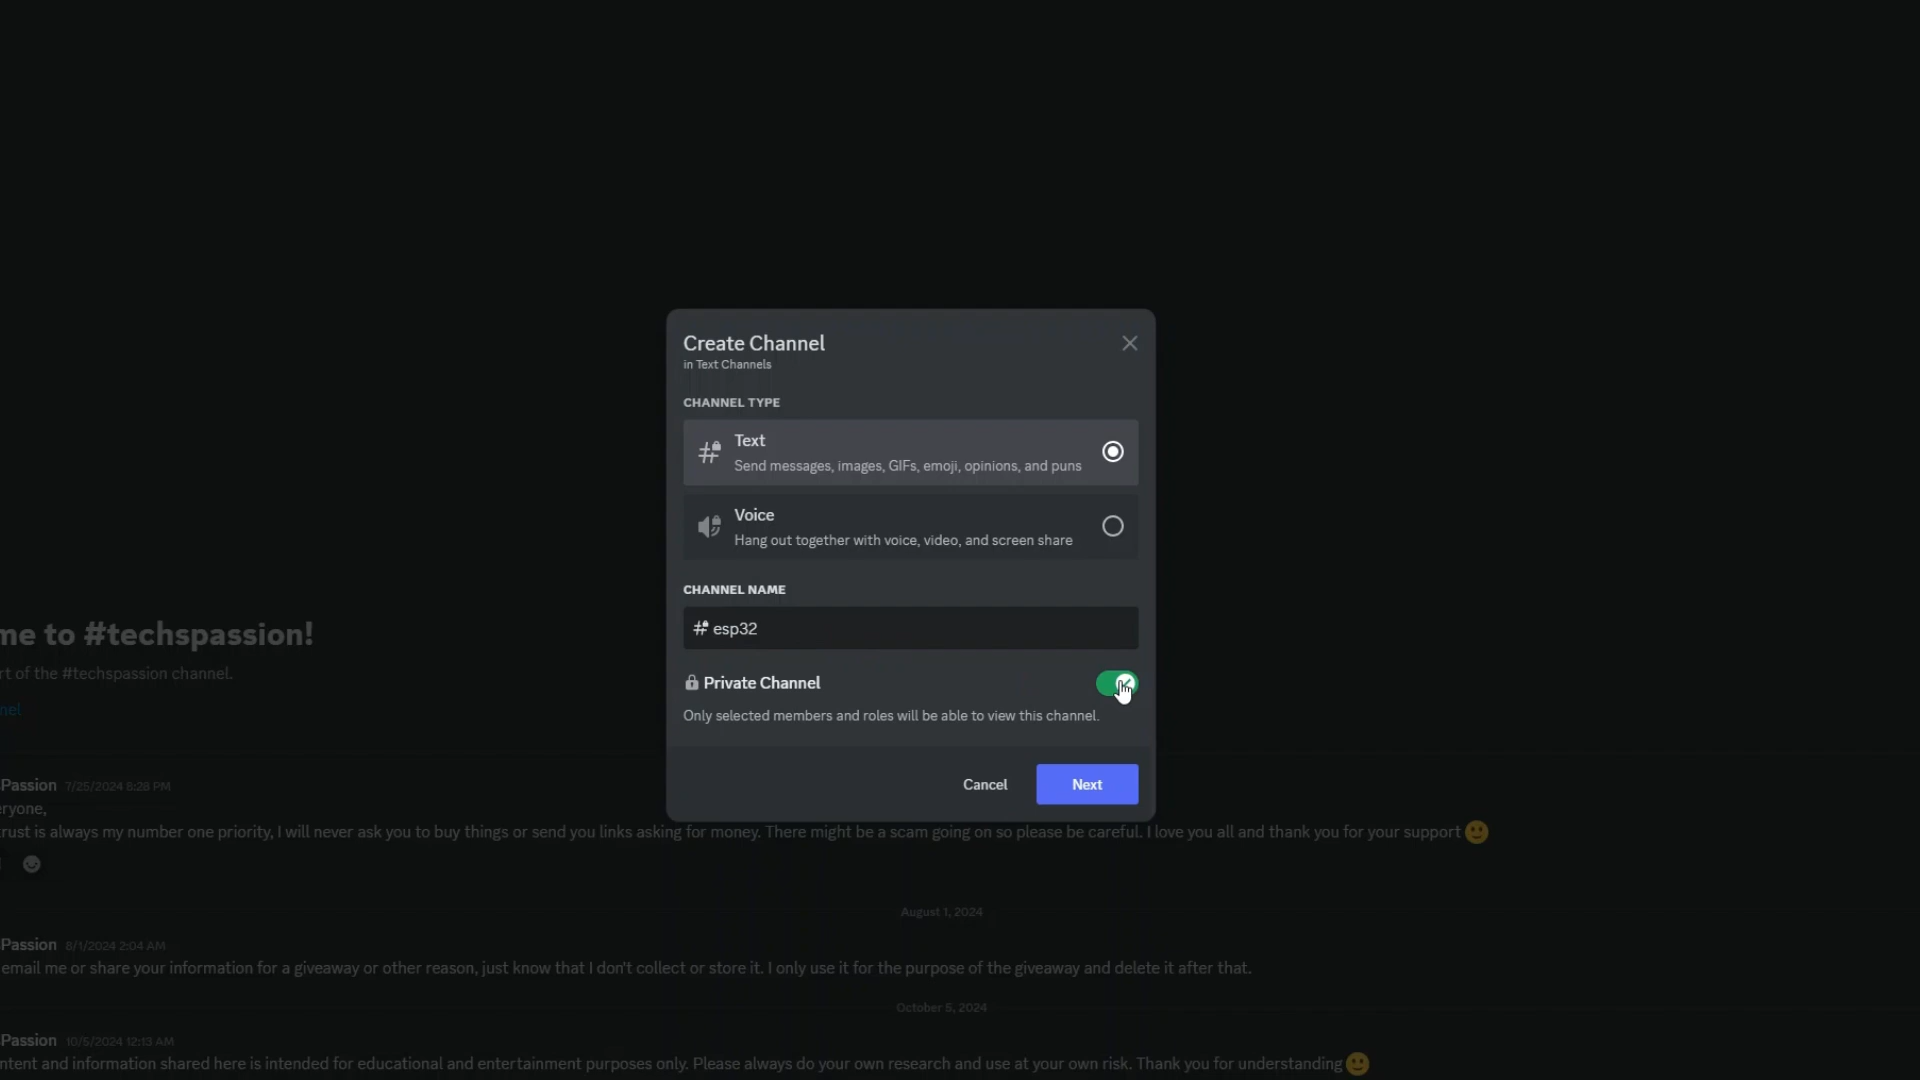 Create Channel
in Text Channels
CHANNEL TYPE
Text
Send messages, images, GIFs, emoji, opinions, and puns
Voice
Hang out together with voice, video, and screen share
CHANNEL NAME
esp32
Private Channel
Only selected members and roles will be able to view this channel.
Cancel
Next
me to #techspassion!
rt of the #techspassion channel.
nel
Passion 7/25/2024 8:28 PM
eryone,
rust is always my number one priority, I will never ask you to buy things or send you links asking for money. There might be a scam going on so please be careful. I love you all and thank you for your support
August 1, 2024
Passion 8/1/2024 2:04 AM
email me or share your information for a giveaway or other reason, just know that I don't collect or store it. I only use it for the purpose of the giveaway and delete it after that.
October 5, 2024
Passion 10/5/2024 12:13 AM
ntent and information shared here is intended for educational and entertainment purposes only. Please always do your own research and use at your own risk. Thank you for understanding